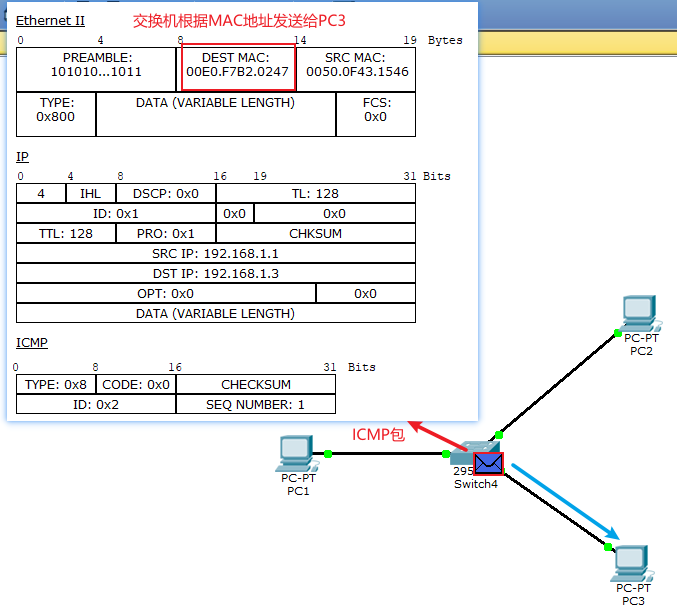 Ethernet II
交换机根据MAC地址发送给PC3
0 4 8 14 19 Bytes
PREAMBLE:
101010...1011
DEST MAC:
00E0.F7B2.0247
SRC MAC:
0050.0F43.1546
TYPE:
0x800
DATA (VARIABLE LENGTH)
FCS:
0x0
IP
0 4 8 16 19 31 Bits
4 IHL DSCP: 0x0 TL: 128
ID: 0x1 0x0 0x0
TTL: 128 PRO: 0x1 CHKSUM
SRC IP: 192.168.1.1
DST IP: 192.168.1.3
OPT: 0x0 0x0
DATA (VARIABLE LENGTH)
ICMP
0 8 16 31 Bits
TYPE: 0x8 CODE: 0x0 CHECKSUM
ID: 0x2 SEQ NUMBER: 1
PC-PT
PC2
ICMP包
PC-PT
PC1
295
Switch4
PC-PT
PC3